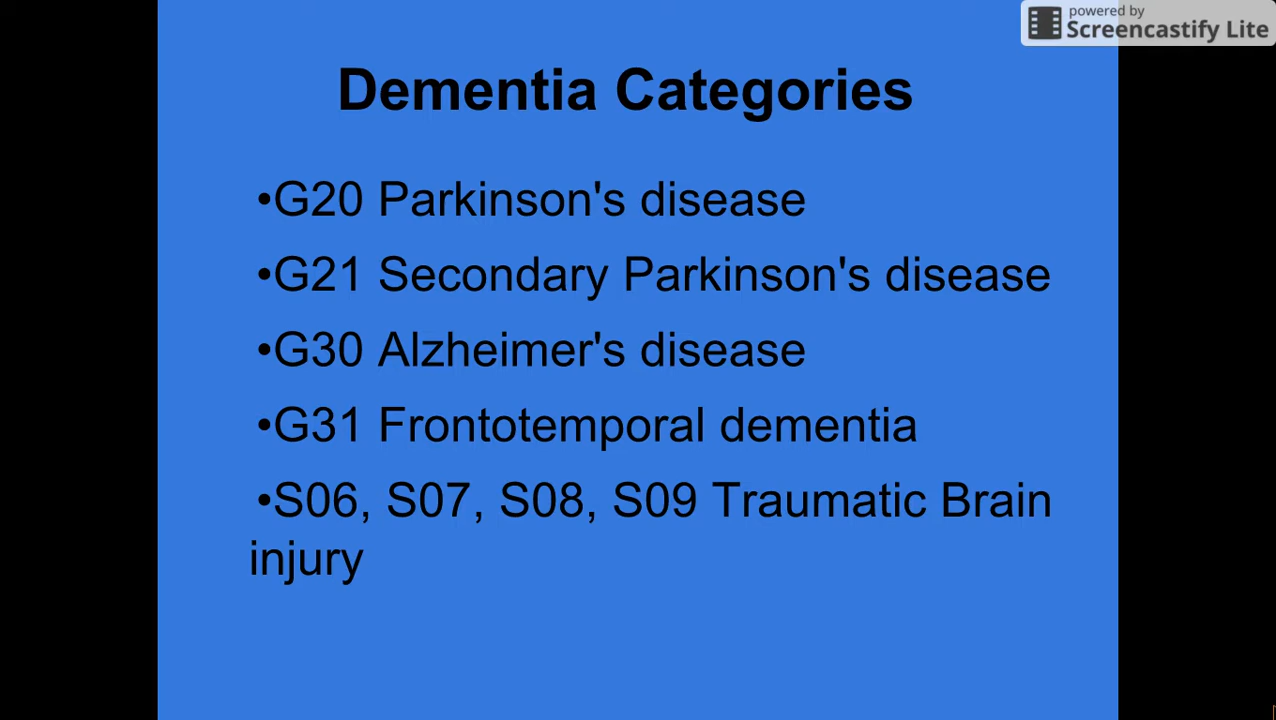 powered by
Screencastify Lite
Dementia Categories
•G20 Parkinson's disease
•G21 Secondary Parkinson's disease
•G30 Alzheimer's disease
•G31 Frontotemporal dementia
•S06, S07, S08, S09 Traumatic Brain
injury